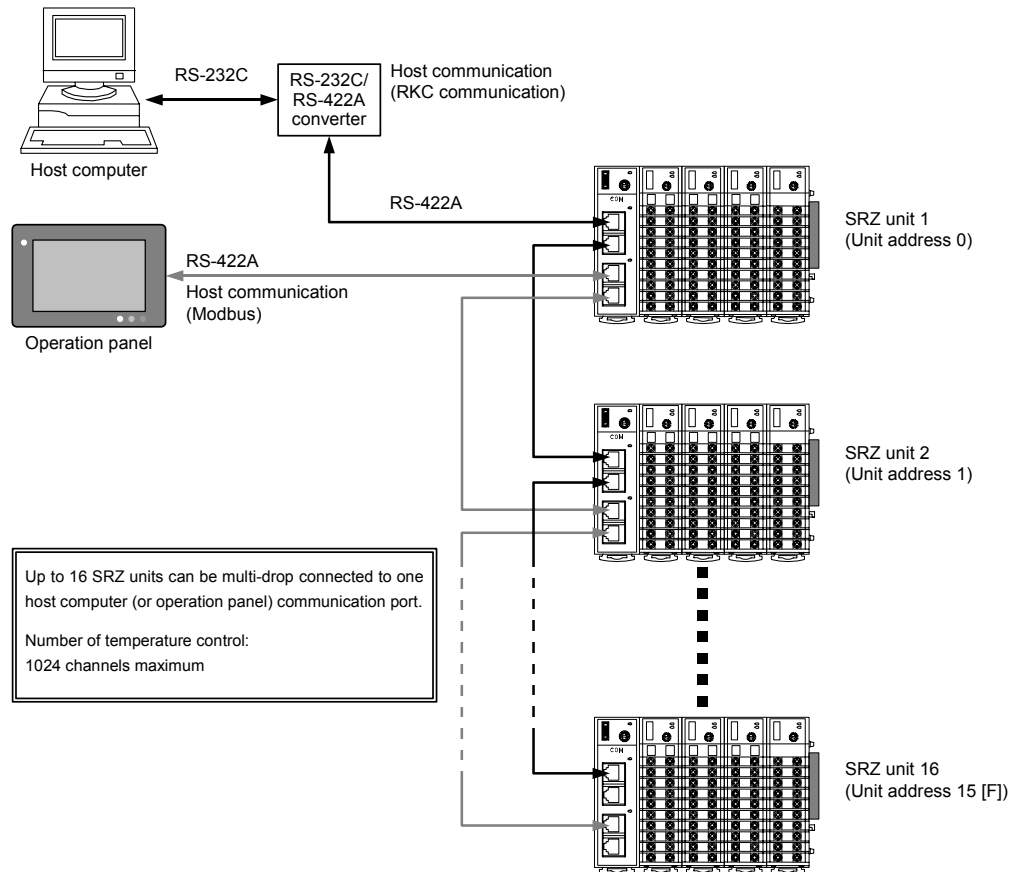 RS-232C
RS-232C/
RS-422A
converter
Host communication
(RKC communication)
Host computer
RS-422A
COM
SRZ unit 1
(Unit address 0)
RS-422A
Host communication
(Modbus)
Operation panel
COM
SRZ unit 2
(Unit address 1)
Up to 16 SRZ units can be multi-drop connected to one
host computer (or operation panel) communication port.
Number of temperature control:
1024 channels maximum
COM
SRZ unit 16
(Unit address 15 [F])